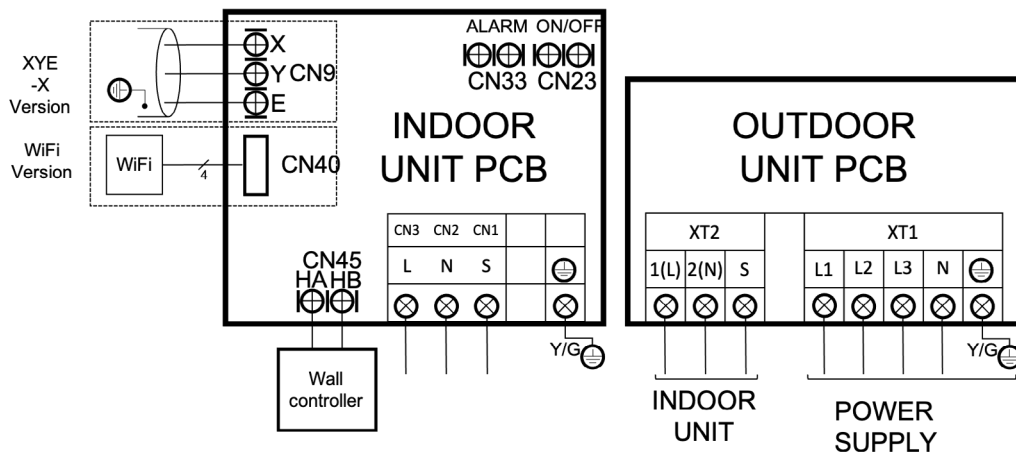 XYE
-X
Version
X
Y CN9
E
WiFi
Version
WiFi
4
CN40
ALARM ON/OFF
CN33 CN23
INDOOR
UNIT PCB
CN3 CN2 CN1
L N S
CN45
HA HB
Wall
controller
Y/G
OUTDOOR
UNIT PCB
XT2 XT1
1(L) 2(N) S L1 L2 L3 N
Y/G
INDOOR
UNIT
POWER
SUPPLY